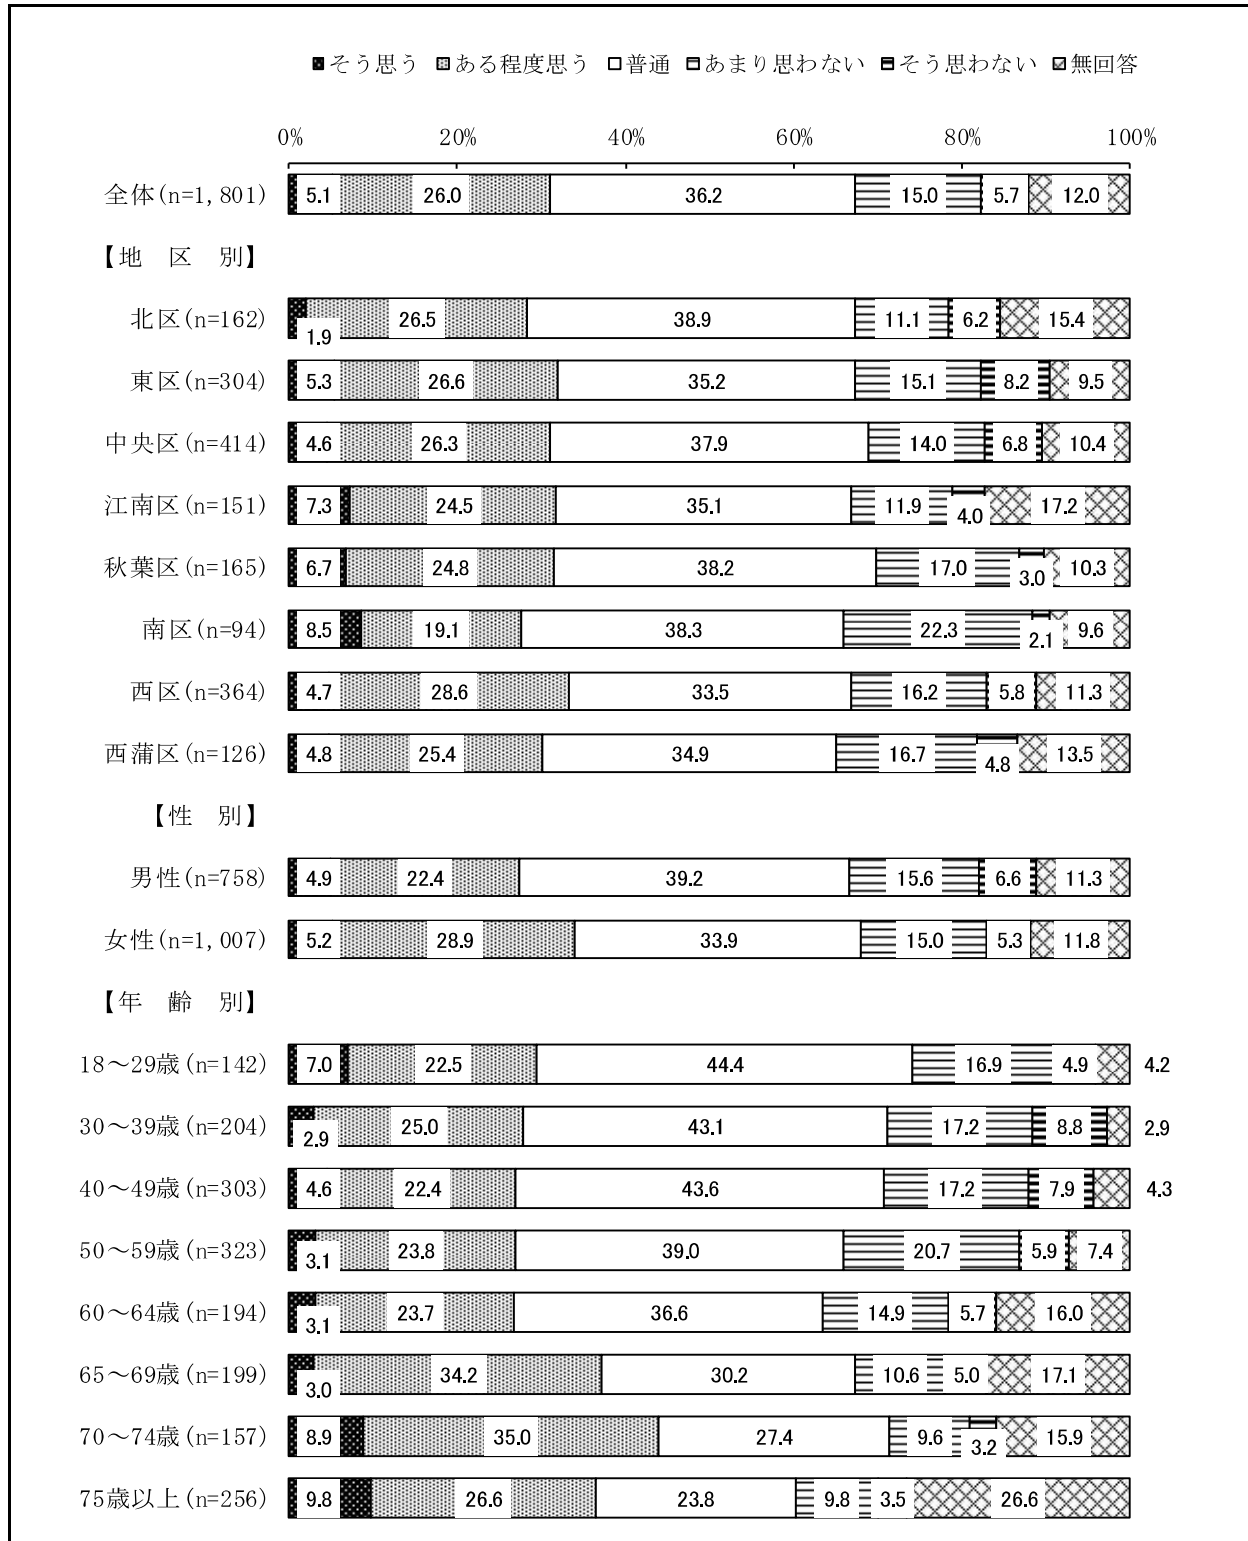 ■そう思う ▩ある程度思う □普通 ▤あまり思わない ▤そう思わない ▨無回答
0% 20% 40% 60% 80% 100%
全体(n=1,801) 5.1 26.0 36.2 15.0 5.7 12.0
【地 区 別】
北区(n=162) 1.9 26.5 38.9 11.1 6.2 15.4
東区(n=304) 5.3 26.6 35.2 15.1 8.2 9.5
中央区(n=414) 4.6 26.3 37.9 14.0 6.8 10.4
江南区(n=151) 7.3 24.5 35.1 11.9 4.0 17.2
秋葉区(n=165) 6.7 24.8 38.2 17.0 3.0 10.3
南区(n=94) 8.5 19.1 38.3 22.3 2.1 9.6
西区(n=364) 4.7 28.6 33.5 16.2 5.8 11.3
西蒲区(n=126) 4.8 25.4 34.9 16.7 4.8 13.5
【性 別】
男性(n=758) 4.9 22.4 39.2 15.6 6.6 11.3
女性(n=1,007) 5.2 28.9 33.9 15.0 5.3 11.8
【年 齢 別】
18～29歳(n=142) 7.0 22.5 44.4 16.9 4.9 4.2
30～39歳(n=204) 2.9 25.0 43.1 17.2 8.8 2.9
40～49歳(n=303) 4.6 22.4 43.6 17.2 7.9 4.3
50～59歳(n=323) 3.1 23.8 39.0 20.7 5.9 7.4
60～64歳(n=194) 3.1 23.7 36.6 14.9 5.7 16.0
65～69歳(n=199) 3.0 34.2 30.2 10.6 5.0 17.1
70～74歳(n=157) 8.9 35.0 27.4 9.6 3.2 15.9
75歳以上(n=256) 9.8 26.6 23.8 9.8 3.5 26.6